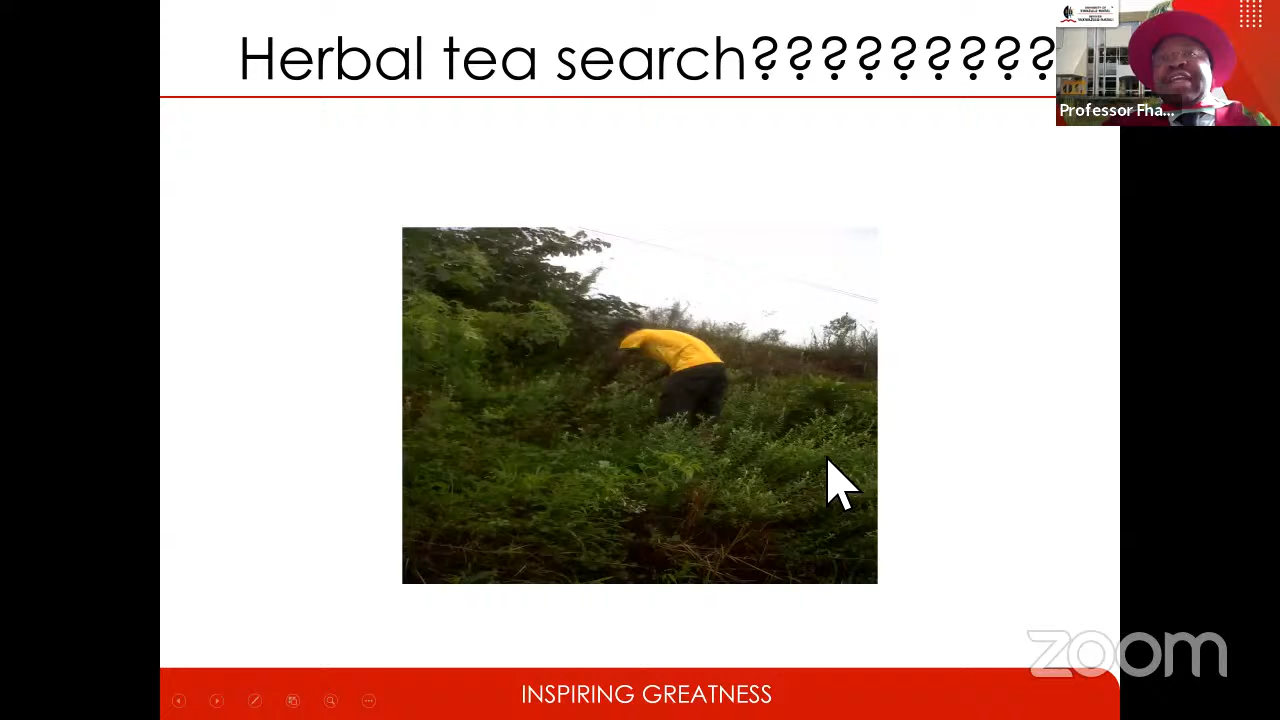 Herbal tea search?????????
Professor Fha...
INSPIRING GREATNESS
zoom